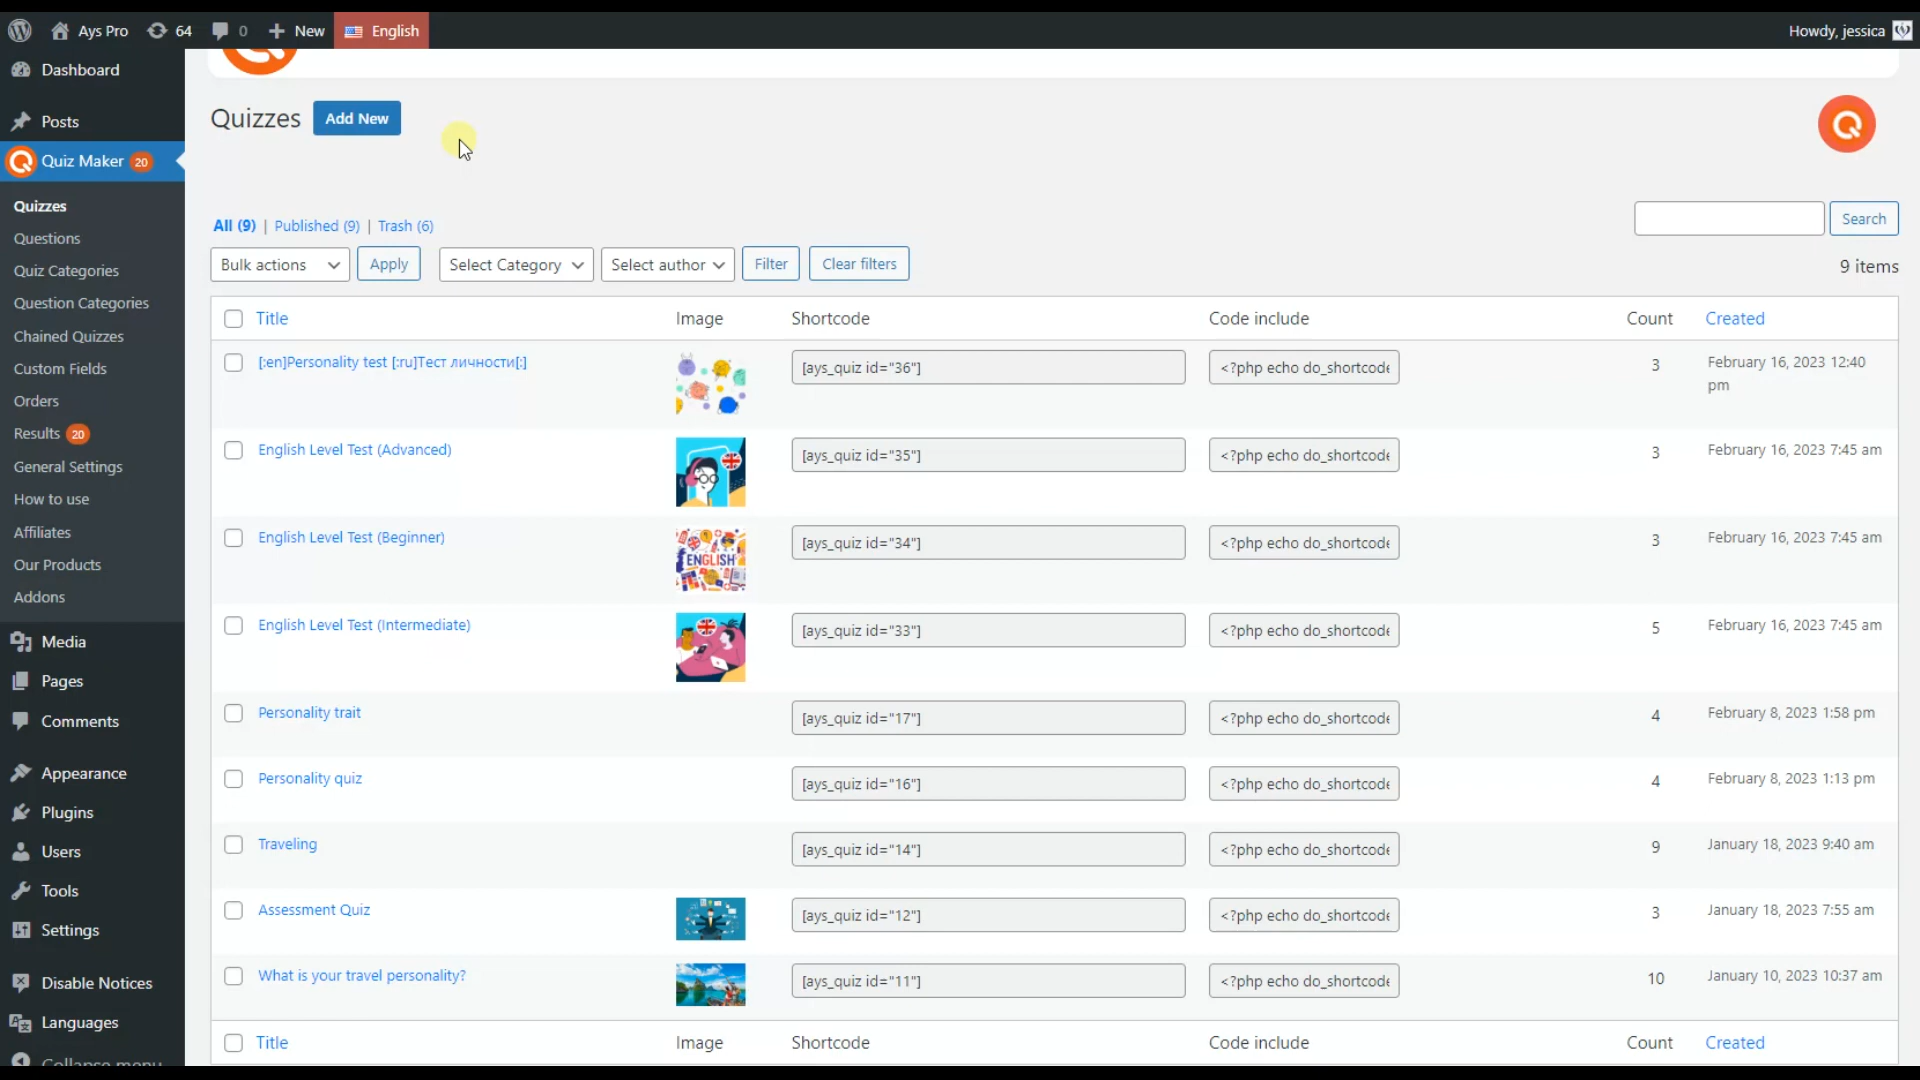 Ays Pro 64 0 New English Howdy, jessica
Dashboard
Posts
Quiz Maker 20
Quizzes
Questions
Quiz Categories
Question Categories
Chained Quizzes
Custom Fields
Orders
Results 20
General Settings
How to use
Affiliates
Our Products
Addons
Media
Pages
Comments
Appearance
Plugins
Users
Tools
Settings
Disable Notices
Languages
Collapse menu
Quizzes Add New
All (9) | Published (9) | Trash (6)
Search
Bulk actions Apply Select Category Select author Filter Clear filters 9 items
Title Image Shortcode Code include Count Created
[:en]Personality test [:ru]Тест личности[:] [ays_quiz id="36"] <?php echo do_shortcode 3 February 16, 2023 12:40
pm
English Level Test (Advanced) [ays_quiz id="35"] <?php echo do_shortcode 3 February 16, 2023 7:45 am
English Level Test (Beginner) ENGLISH [ays_quiz id="34"] <?php echo do_shortcode 3 February 16, 2023 7:45 am
English Level Test (Intermediate) [ays_quiz id="33"] <?php echo do_shortcode 5 February 16, 2023 7:45 am
Personality trait [ays_quiz id="17"] <?php echo do_shortcode 4 February 8, 2023 1:58 pm
Personality quiz [ays_quiz id="16"] <?php echo do_shortcode 4 February 8, 2023 1:13 pm
Traveling [ays_quiz id="14"] <?php echo do_shortcode 9 January 18, 2023 9:40 am
Assessment Quiz [ays_quiz id="12"] <?php echo do_shortcode 3 January 18, 2023 7:55 am
What is your travel personality? [ays_quiz id="11"] <?php echo do_shortcode 10 January 10, 2023 10:37 am
Title Image Shortcode Code include Count Created